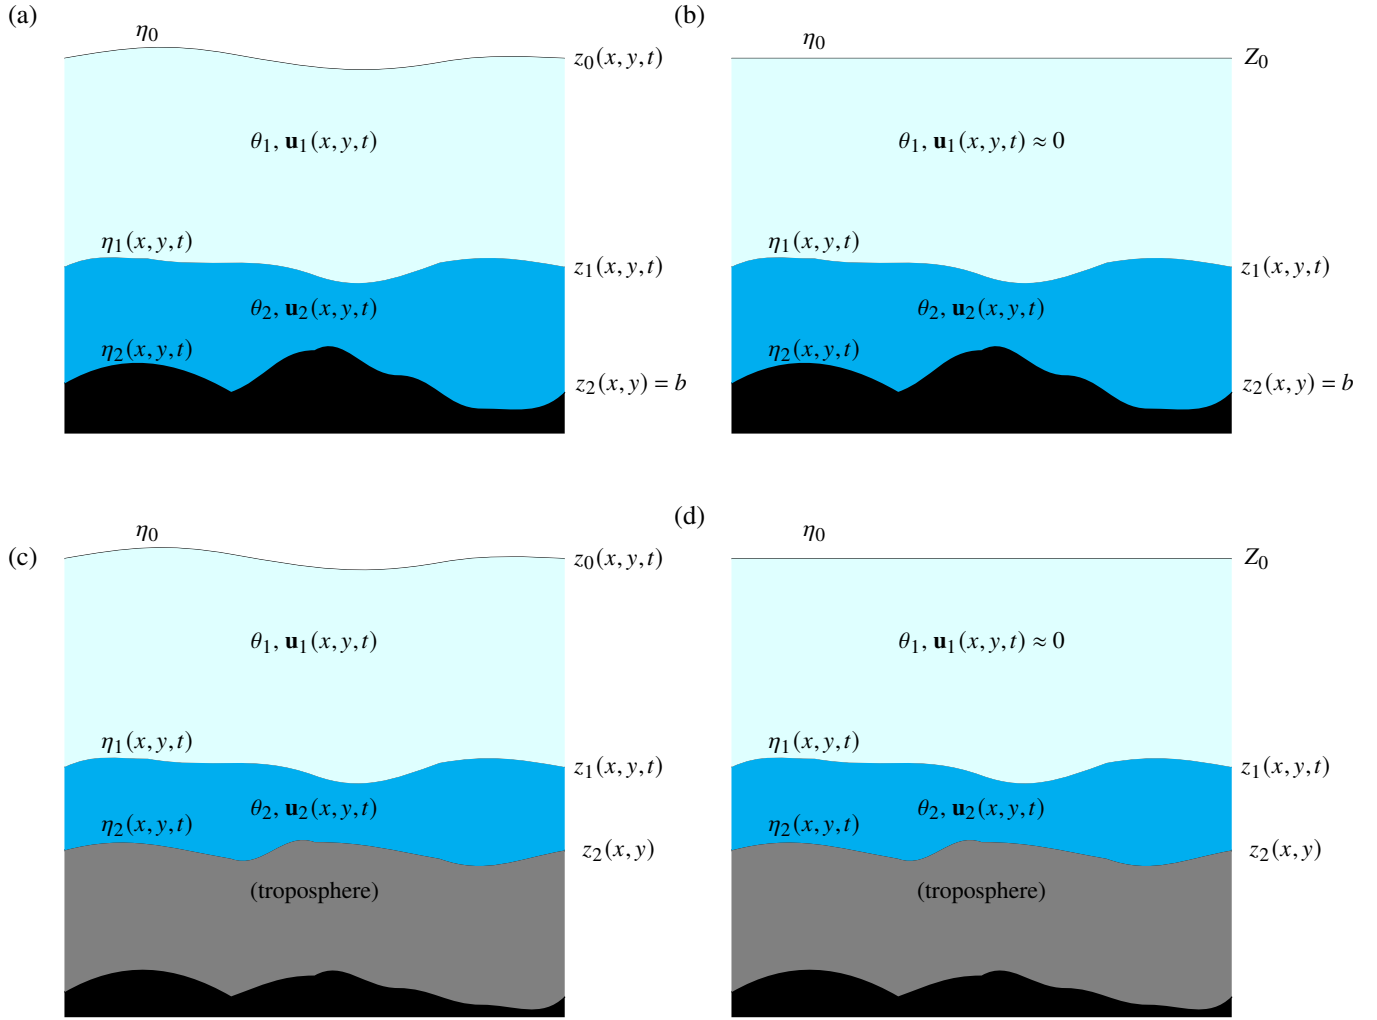 (a)
η₀
z₀(x, y, t)
θ₁, u₁(x, y, t)
η₁(x, y, t)
z₁(x, y, t)
θ₂, u₂(x, y, t)
η₂(x, y, t)
z₂(x, y) = b
(b)
η₀
Z₀
θ₁, u₁(x, y, t) ≈ 0
η₁(x, y, t)
z₁(x, y, t)
θ₂, u₂(x, y, t)
η₂(x, y, t)
z₂(x, y) = b
(c)
η₀
z₀(x, y, t)
θ₁, u₁(x, y, t)
η₁(x, y, t)
z₁(x, y, t)
θ₂, u₂(x, y, t)
η₂(x, y, t)
z₂(x, y)
(troposphere)
(d)
η₀
Z₀
θ₁, u₁(x, y, t) ≈ 0
η₁(x, y, t)
z₁(x, y, t)
θ₂, u₂(x, y, t)
η₂(x, y, t)
z₂(x, y)
(troposphere)